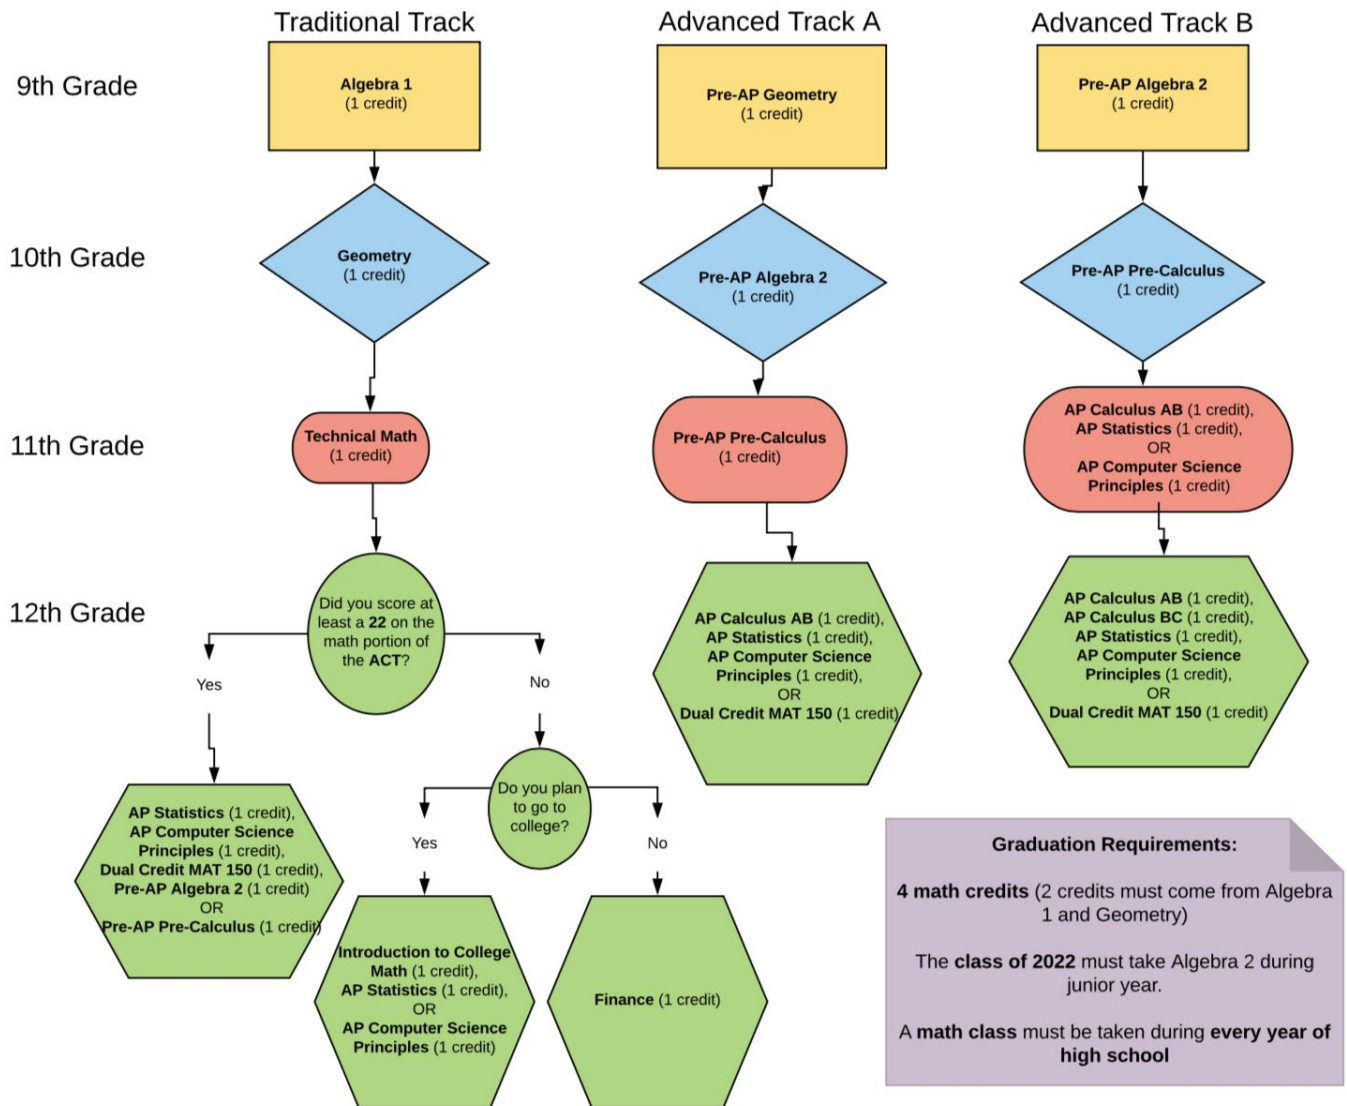 Traditional Track
Advanced Track A
Advanced Track B
9th Grade
Algebra 1
(1 credit)
Pre-AP Geometry
(1 credit)
Pre-AP Algebra 2
(1 credit)
10th Grade
Geometry
(1 credit)
Pre-AP Algebra 2
(1 credit)
Pre-AP Pre-Calculus
(1 credit)
11th Grade
Technical Math
(1 credit)
Pre-AP Pre-Calculus
(1 credit)
AP Calculus AB (1 credit),
AP Statistics (1 credit),
OR
AP Computer Science
Principles (1 credit)
12th Grade
Did you score at
least a 22 on the
math portion of
the ACT?
Yes
No
AP Calculus AB (1 credit),
AP Statistics (1 credit),
AP Computer Science
Principles (1 credit),
OR
Dual Credit MAT 150 (1 credit)
AP Calculus AB (1 credit),
AP Calculus BC (1 credit),
AP Statistics (1 credit),
AP Computer Science
Principles (1 credit),
OR
Dual Credit MAT 150 (1 credit)
Do you plan
to go to
college?
Yes
No
AP Statistics (1 credit),
AP Computer Science
Principles (1 credit),
Dual Credit MAT 150 (1 credit),
Pre-AP Algebra 2 (1 credit)
OR
Pre-AP Pre-Calculus (1 credit)
Introduction to College
Math (1 credit),
AP Statistics (1 credit),
OR
AP Computer Science
Principles (1 credit)
Finance (1 credit)
Graduation Requirements:
4 math credits (2 credits must come from Algebra
1 and Geometry)
The class of 2022 must take Algebra 2 during
junior year.
A math class must be taken during every year of
high school